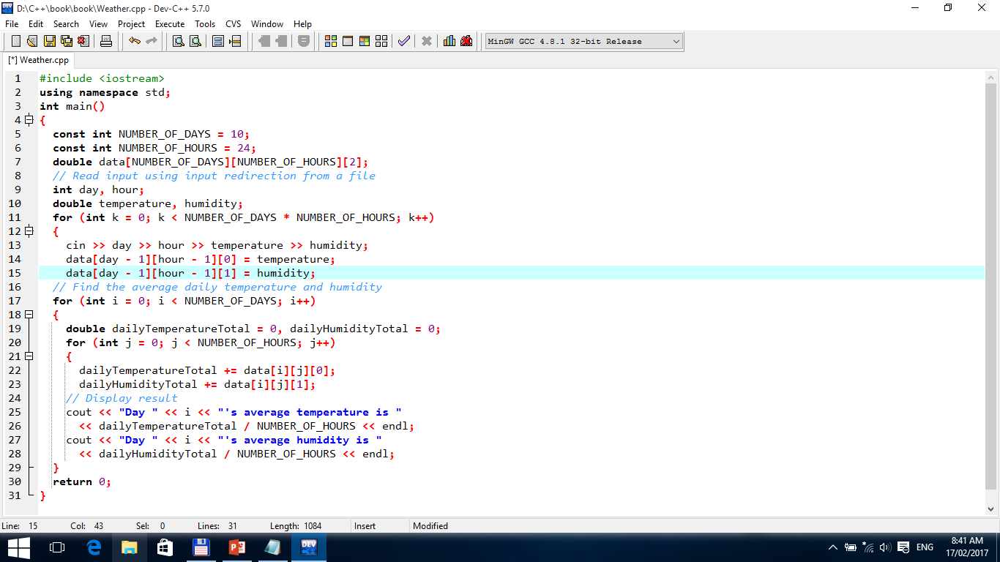 D:\C++\book\book\Weather.cpp - Dev-C++ 5.7.0
File Edit Search View Project Execute Tools CVS Window Help
MinGW GCC 4.8.1 32-bit Release
[*] Weather.cpp
1 #include <iostream>
2 using namespace std;
3 int main()
4 {
5 const int NUMBER_OF_DAYS = 10;
6 const int NUMBER_OF_HOURS = 24;
7 double data[NUMBER_OF_DAYS][NUMBER_OF_HOURS][2];
8 // Read input using input redirection from a file
9 int day, hour;
10 double temperature, humidity;
11 for (int k = 0; k < NUMBER_OF_DAYS * NUMBER_OF_HOURS; k++)
12 {
13 cin >> day >> hour >> temperature >> humidity;
14 data[day - 1][hour - 1][0] = temperature;
15 data[day - 1][hour - 1][1] = humidity;
16 // Find the average daily temperature and humidity
17 for (int i = 0; i < NUMBER_OF_DAYS; i++)
18 {
19 double dailyTemperatureTotal = 0, dailyHumidityTotal = 0;
20 for (int j = 0; j < NUMBER_OF_HOURS; j++)
21 {
22 dailyTemperatureTotal += data[i][j][0];
23 dailyHumidityTotal += data[i][j][1];
24 // Display result
25 cout << "Day " << i << "'s average temperature is "
26 << dailyTemperatureTotal / NUMBER_OF_HOURS << endl;
27 cout << "Day " << i << "'s average humidity is "
28 << dailyHumidityTotal / NUMBER_OF_HOURS << endl;
29 }
30 return 0;
31 }
Line: 15 Col: 43 Sel: 0 Lines: 31 Length: 1084 Insert Modified
DEV
ENG
8:41 AM
17/02/2017